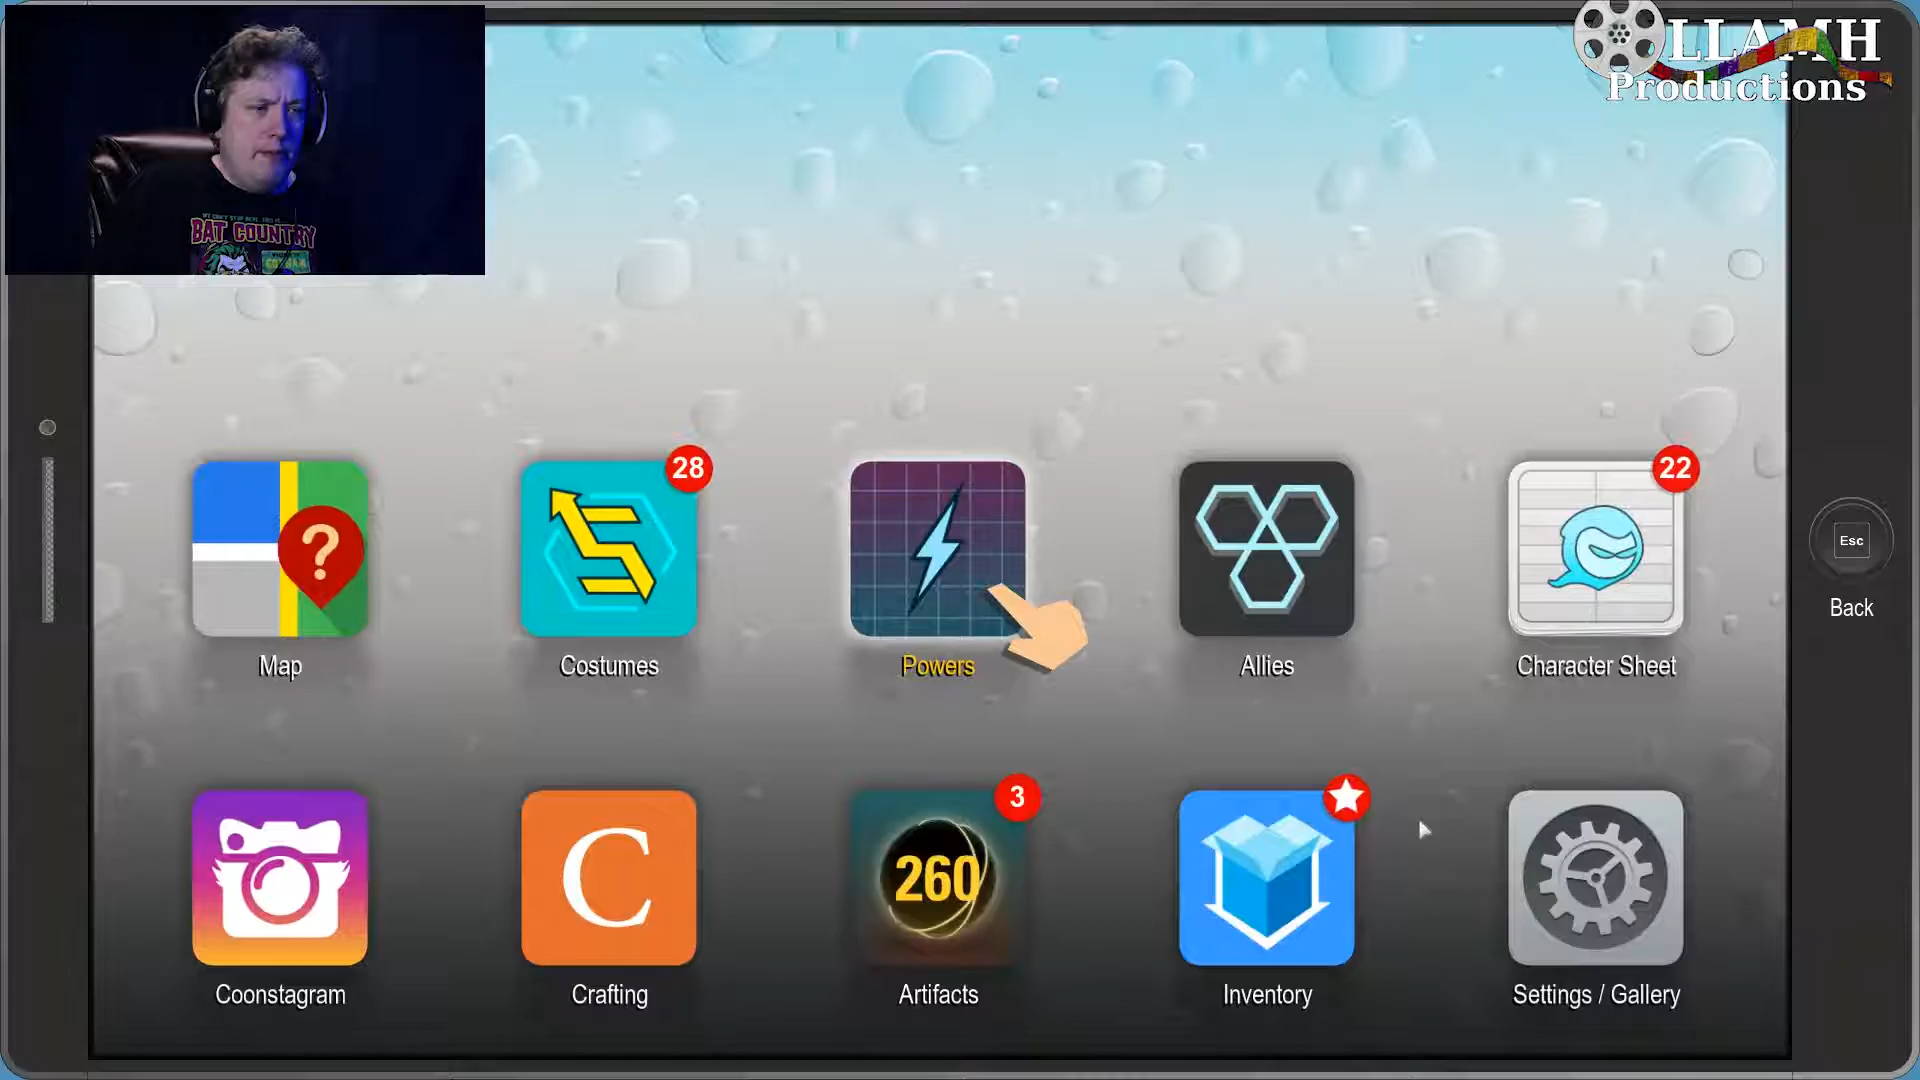 LLAMH
Productions
BAT COUNTRY
28
22
?
Esc
Back
Map
Costumes
Powers
Allies
Character Sheet
3
C
260
Coonstagram
Crafting
Artifacts
Inventory
Settings / Gallery